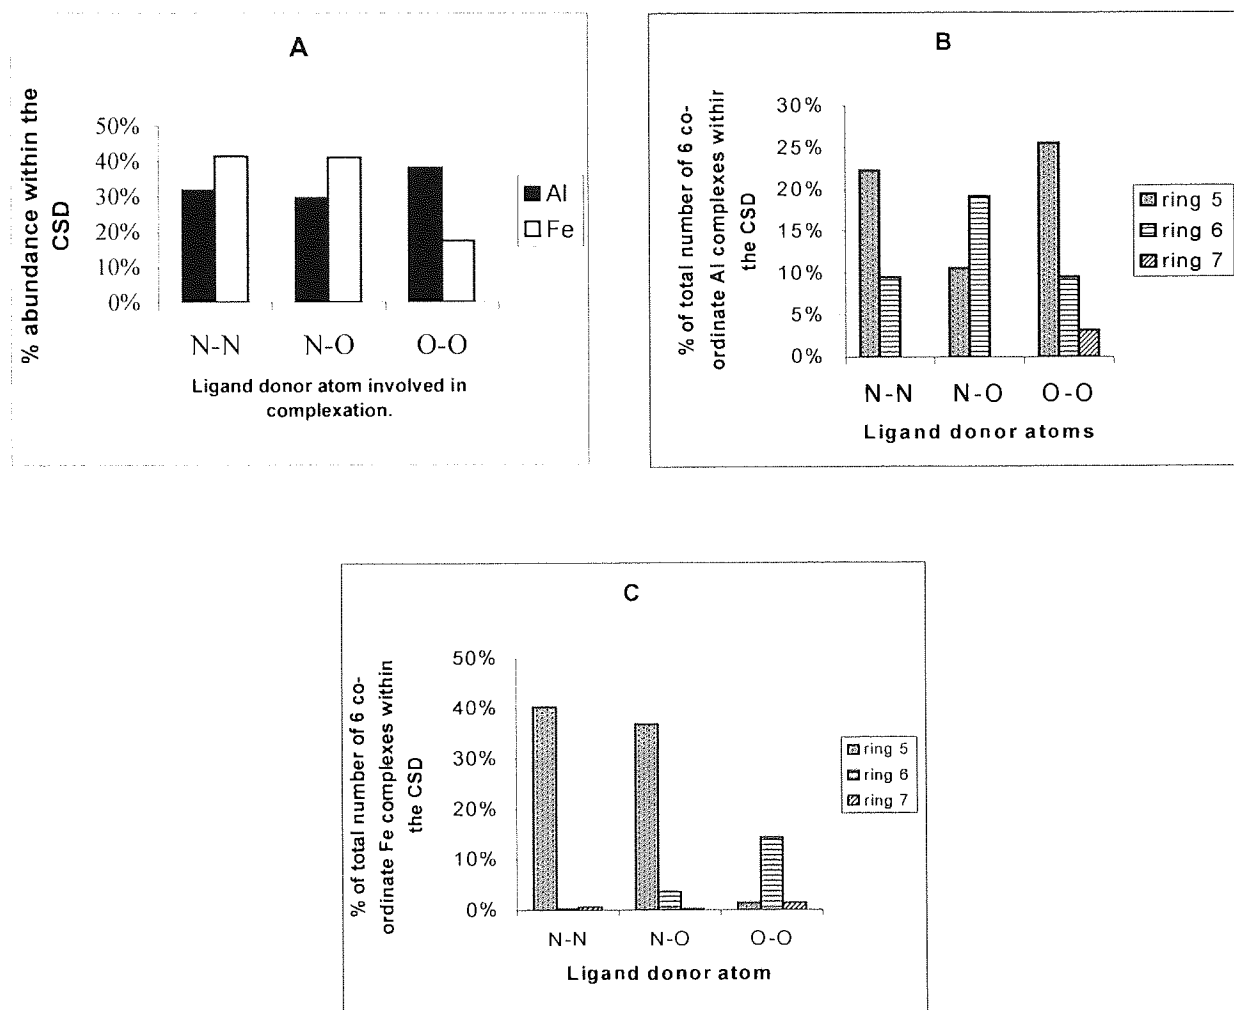 A
% abundance within the
CSD
50%
40%
30%
20%
10%
0%
N-N N-O O-O
Ligand donor atom involved in
complexation.
Al
Fe
B
% of total number of 6 co-
ordinate Al complexes withir
the CSD
30%
25%
20%
15%
10%
5%
0%
N-N N-O O-O
Ligand donor atoms
ring 5
ring 6
ring 7
C
% of total number of 6 co-
ordinate Fe complexes within
the CSD
50%
40%
30%
20%
10%
0%
N-N N-O O-O
Ligand donor atom
ring 5
ring 6
ring 7